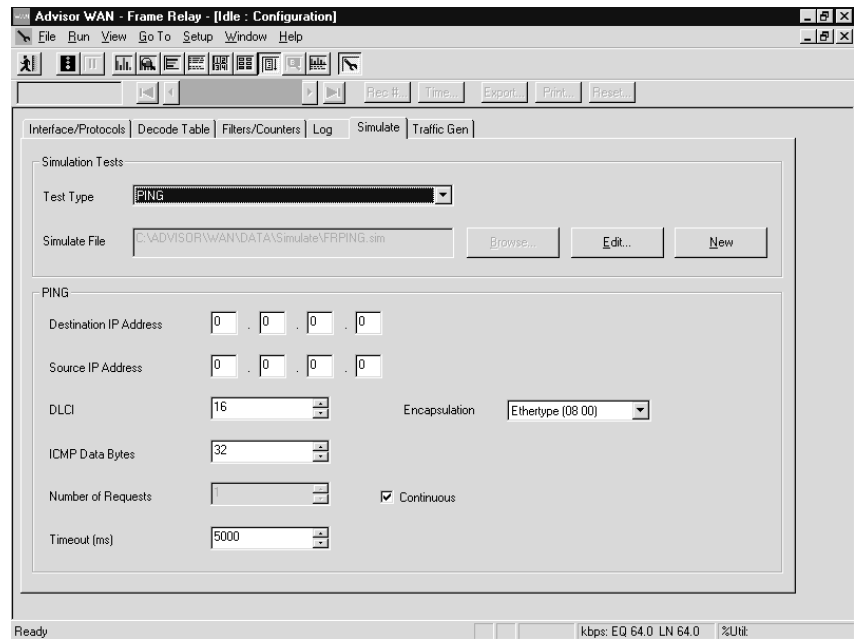 Advisor WAN - Frame Relay - [Idle : Configuration]
File Run View Go To Setup Window Help
Rec #... Time... Export... Print... Reset...
Interface/Protocols Decode Table Filters/Counters Log Simulate Traffic Gen
Simulation Tests
Test Type PING
Simulate File C:\ADVISOR\WAN\DATA\Simulate\FRPING.sim Browse... Edit... New
PING
Destination IP Address 0 . 0 . 0 . 0
Source IP Address 0 . 0 . 0 . 0
DLCI 16 Encapsulation Ethertype (08 00)
ICMP Data Bytes 32
Number of Requests 1 Continuous
Timeout (ms) 5000
Ready kbps: EQ 64.0 LN 64.0 %Util: